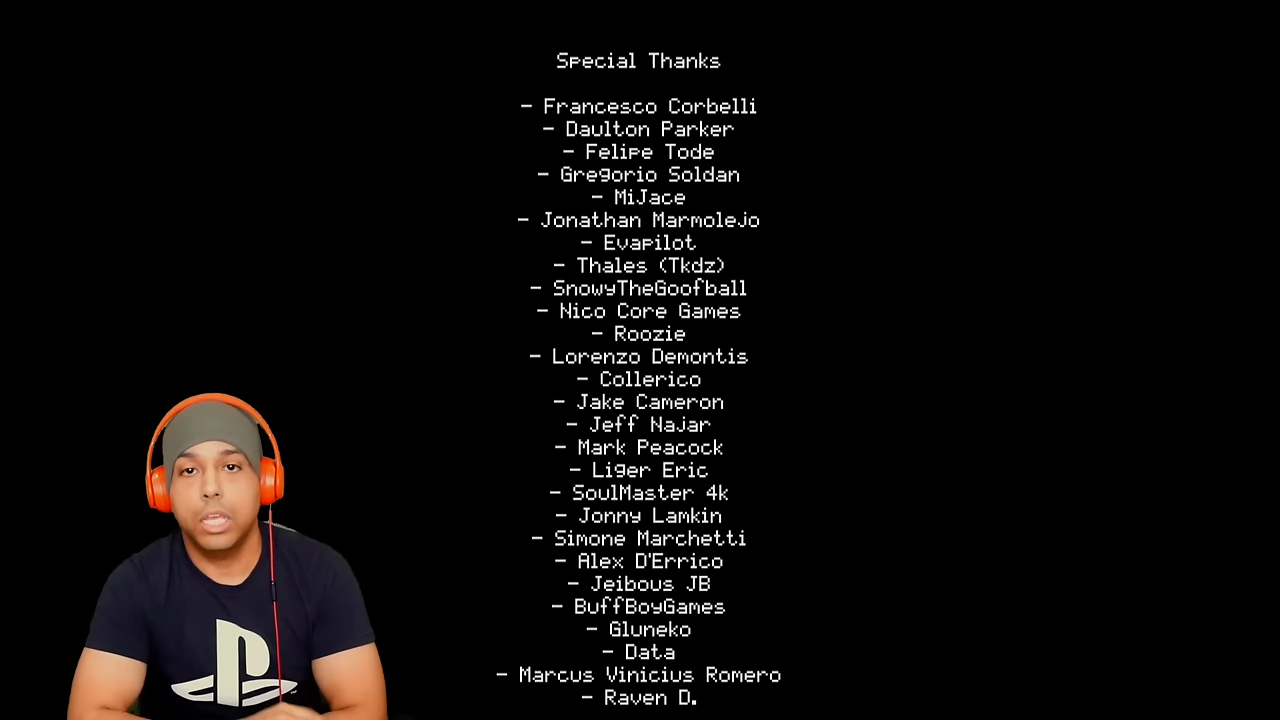 Special Thanks
- Francesco Corbelli
- Daulton Parker
- Felipe Tode
- Gregorio Soldan
- MiJace
- Jonathan Marmolejo
- Evapilot
- Thales (Tkdz)
- SnowyTheGoofball
- Nico Core Games
- Roozie
- Lorenzo Demontis
- Collerico
- Jake Cameron
- Jeff Najar
- Mark Peacock
- Liger Eric
- SoulMaster 4k
- Jonny Lamkin
- Simone Marchetti
- Alex D'Errico
- Jeibous JB
- BuffBoyGames
- Gluneko
- Data
- Marcus Vinicius Romero
- Raven D.